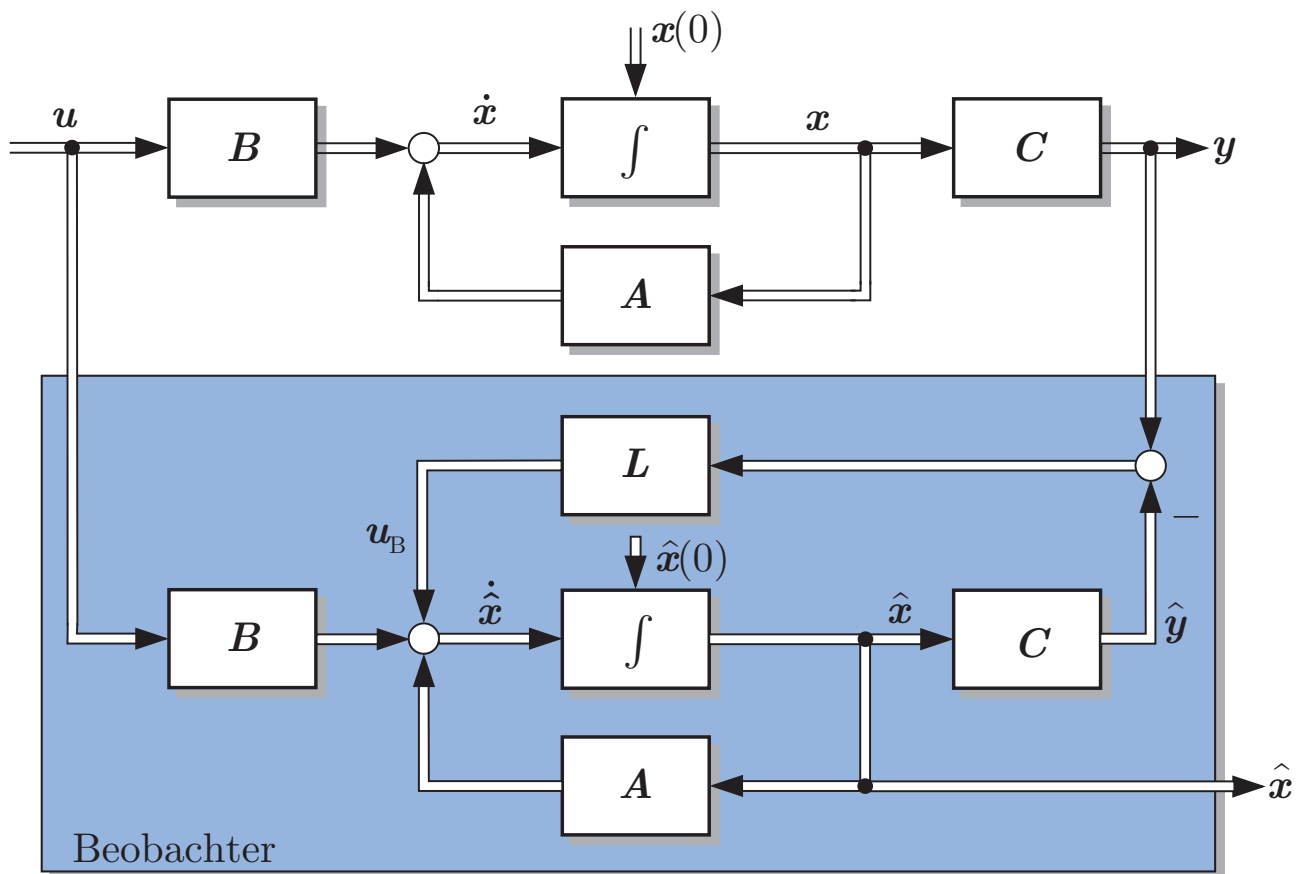 x(0)
u
B
ẋ
∫
x
C
y
A
L
u_B
x̂(0)
B
x̂̇
∫
x̂
C
−
ŷ
A
x̂
Beobachter